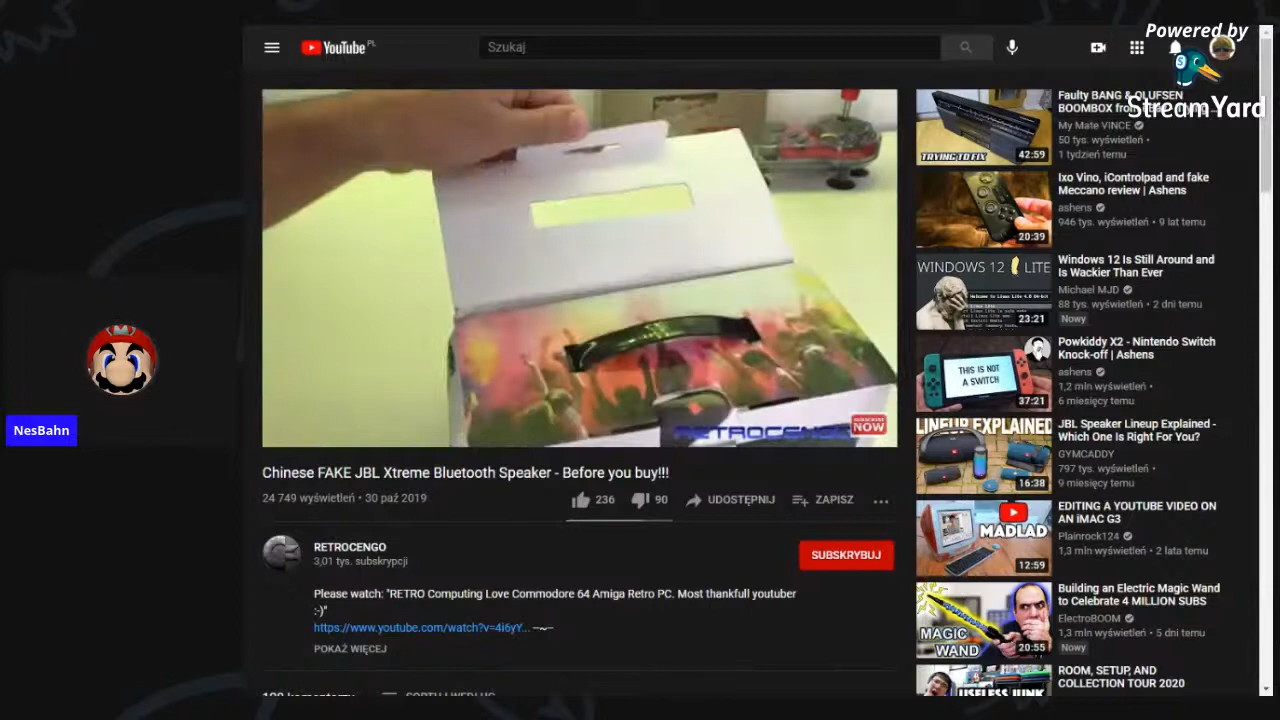 Powered by
StreamYard
YouTube PL
Szukaj
Faulty BANG & OLUFSEN
BOOMBOX from
My Mate VINCE
50 tys. wyświetleń •
1 tydzień temu
TRYING TO FIX
42:59
Ixo Vino, iControlpad and fake
Meccano review | Ashens
ashens
946 tys. wyświetleń • 9 lat temu
20:39
WINDOWS 12 LITE
Windows 12 Is Still Around and
Is Wackier Than Ever
Michael MJD
88 tys. wyświetleń • 2 dni temu
Nowy
23:21
THIS IS NOT
A SWITCH
Powkiddy X2 - Nintendo Switch
Knock-off | Ashens
ashens
1,2 mln wyświetleń •
6 miesięcy temu
37:21
NesBahn
RETROCENGO
SUBSCRIBE
NOW
LINEUP EXPLAINED
JBL Speaker Lineup Explained -
Which One Is Right For You?
GYMCADDY
797 tys. wyświetleń •
9 miesięcy temu
16:38
Chinese FAKE JBL Xtreme Bluetooth Speaker - Before you buy!!!
24 749 wyświetleń • 30 paź 2019
236
90
UDOSTĘPNIJ
ZAPISZ
MADLAD
EDITING A YOUTUBE VIDEO ON
AN iMAC G3
Plainrock124
1,3 mln wyświetleń • 2 lata temu
12:59
RETROCENGO
3,01 tys. subskrypcji
SUBSKRYBUJ
Please watch: "RETRO Computing Love Commodore 64 Amiga Retro PC. Most thankfull youtuber
:)"
https://www.youtube.com/watch?v=4i6yY... --~--
POKAŻ WIĘCEJ
MAGIC
WAND
Building an Electric Magic Wand
to Celebrate 4 MILLION SUBS
ElectroBOOM
1,3 mln wyświetleń • 5 dni temu
Nowy
20:55
USELESS JUNK
ROOM, SETUP, AND
COLLECTION TOUR 2020
SORTUJ WEDŁUG